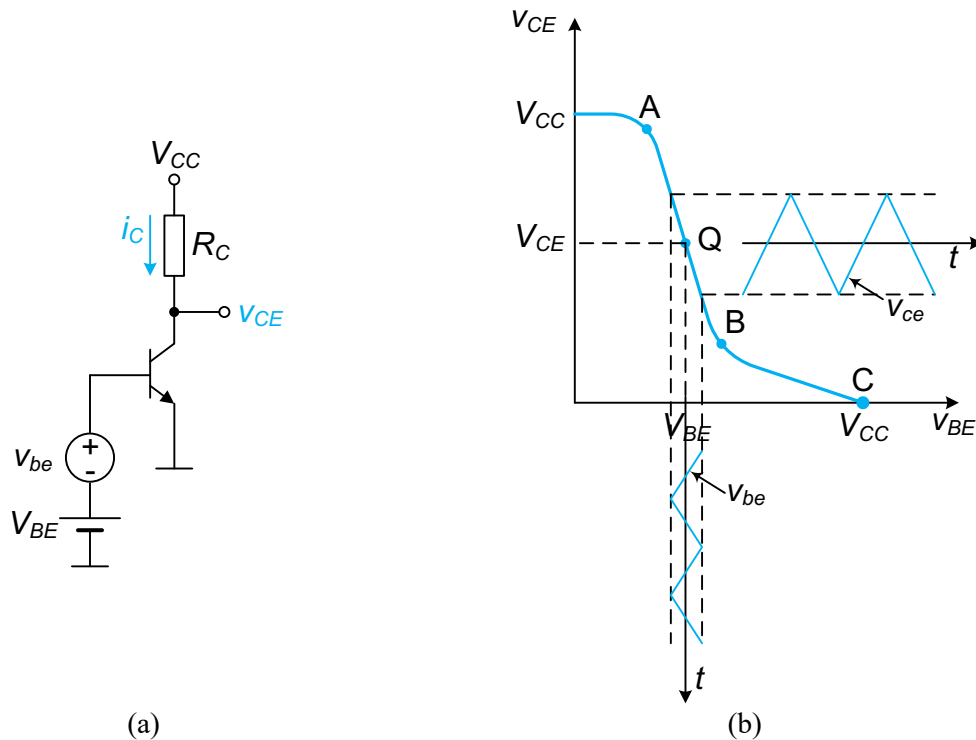 V_CC
i_C
R_C
v_CE
v_be
+
-
V_BE
(a)
v_CE
V_CC
A
V_CE
Q
t
v_ce
B
C
V_BE
V_CC
v_BE
v_be
t
(b)